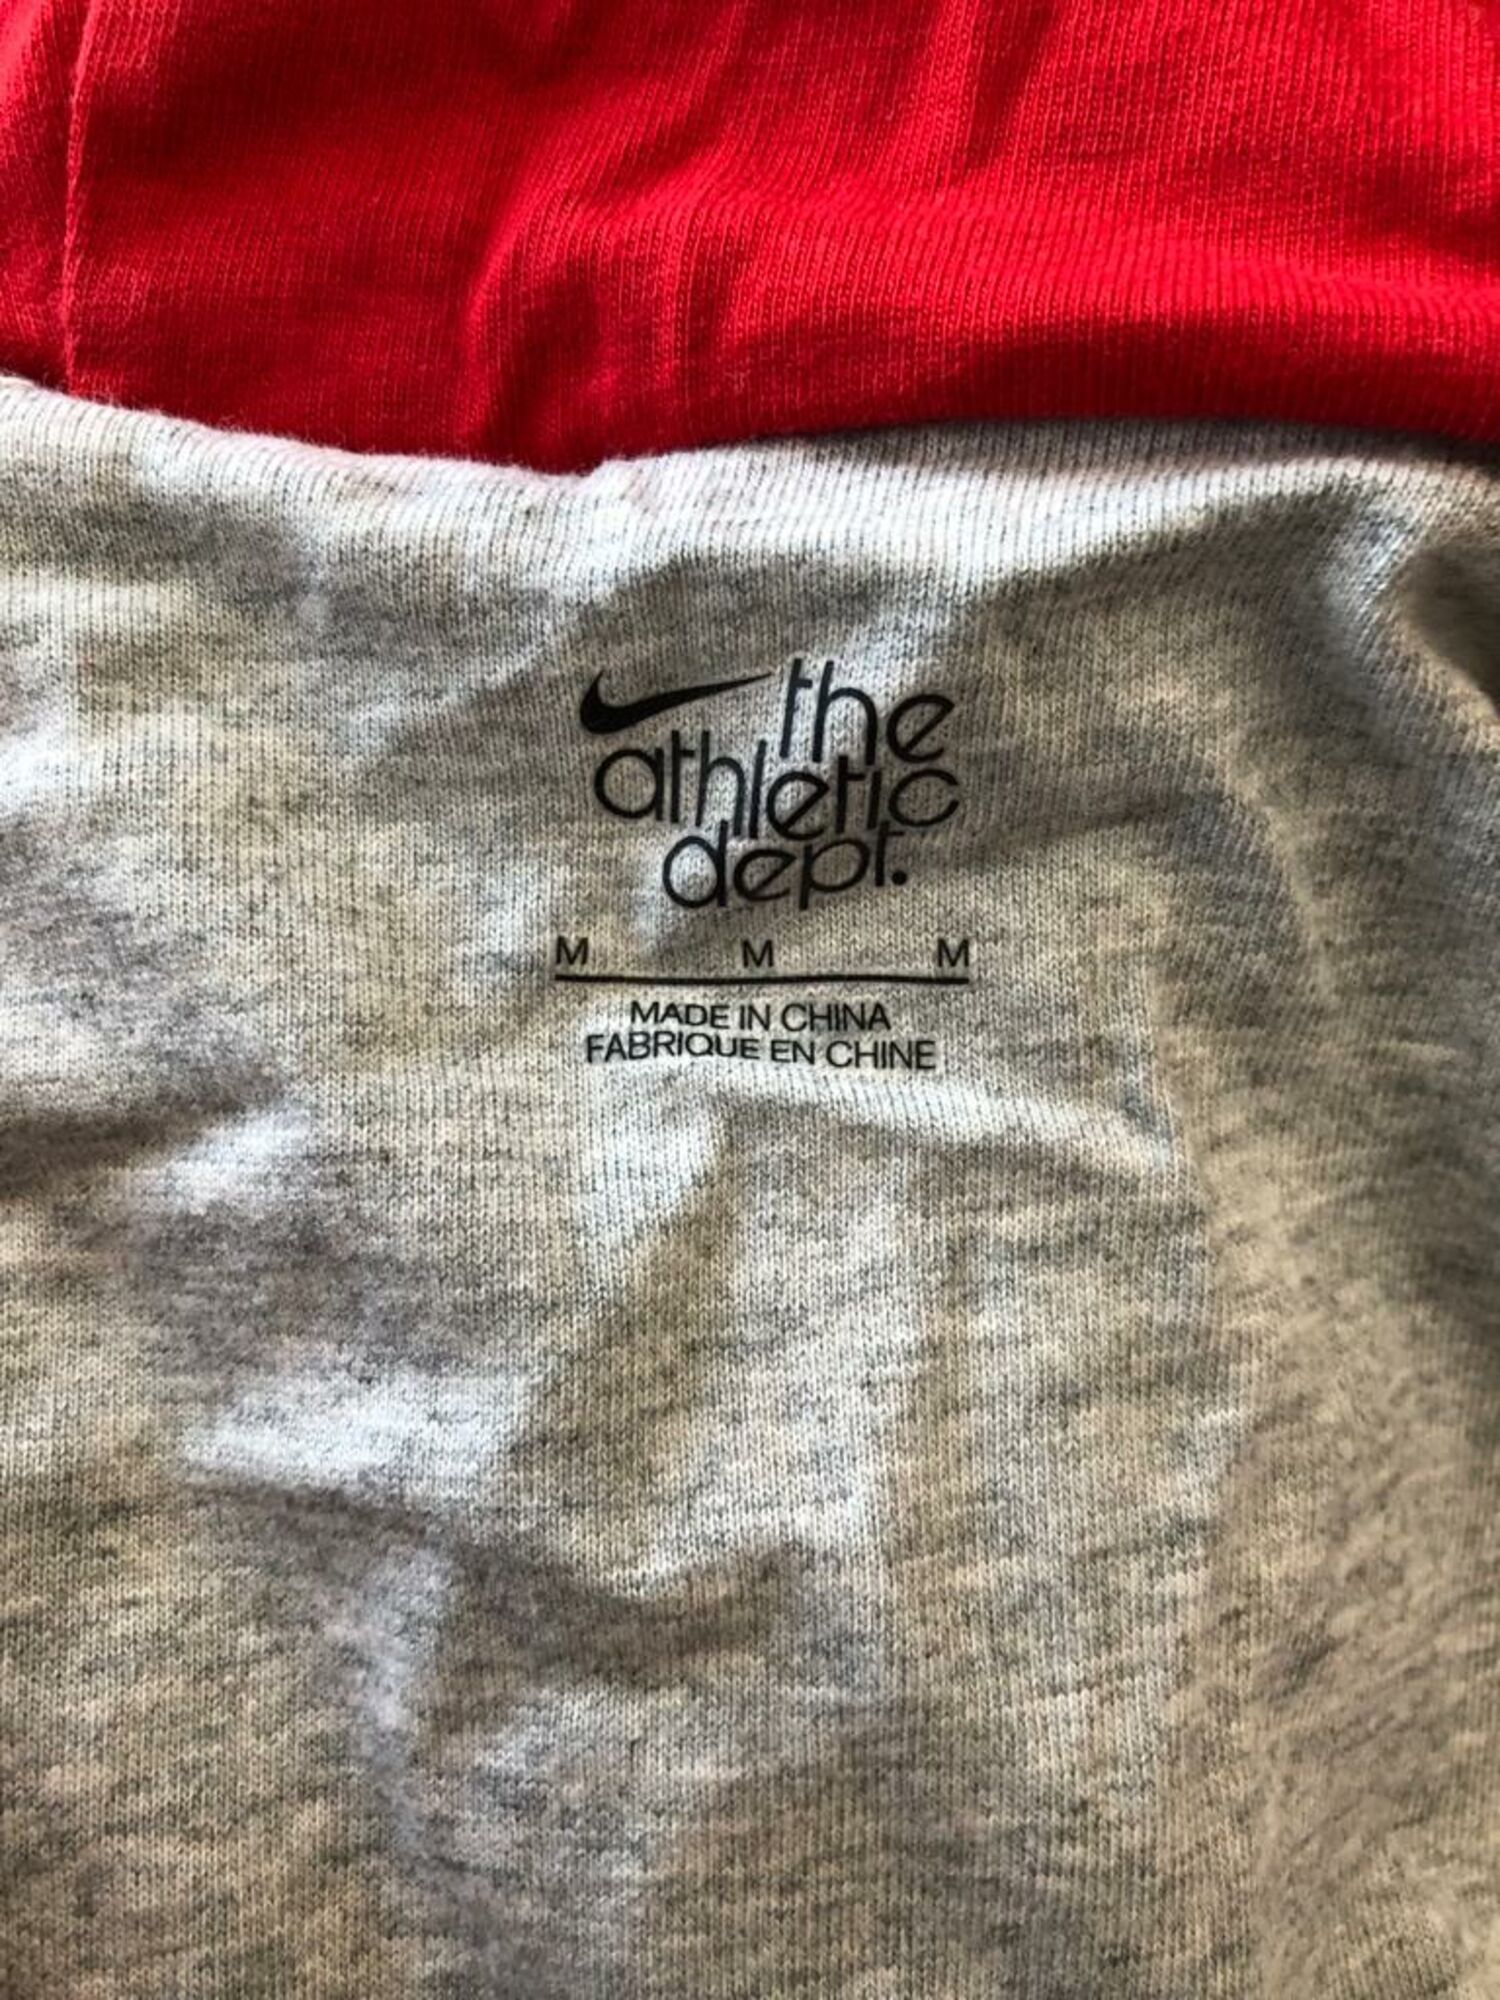 the
athletic
dept.
M M M
MADE IN CHINA
FABRIQUE EN CHINE